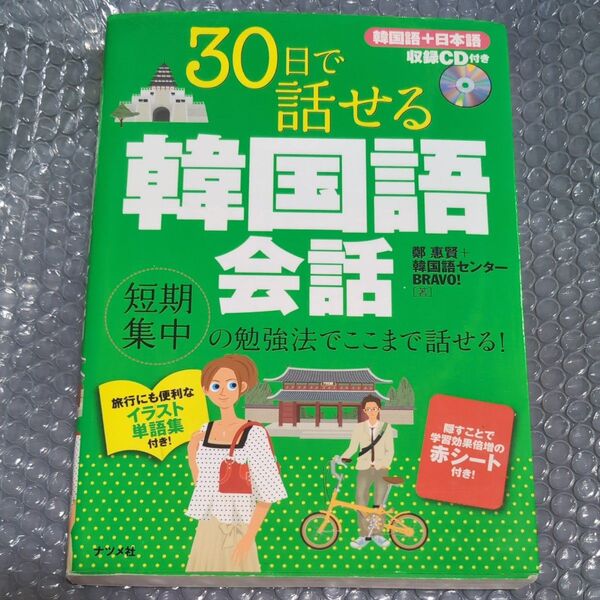 韓国語+日本語
収録CD付き
30日で
話せる
韓国語
会話
鄭 惠賢+
韓国語センター
BRAVO!
[著]
短期
集中
の勉強法でここまで話せる!
旅行にも便利な
イラスト
単語集
付き!
隠すことで
学習効果倍増の
赤シート
付き!
ナツメ社